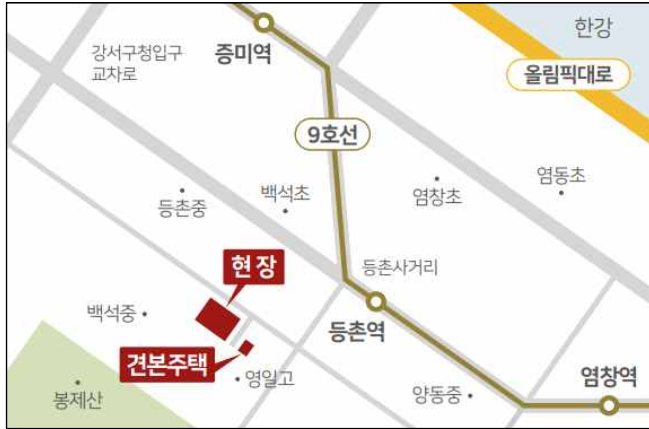 한강
강서구청입구
교차로
증미역
올림픽대로
9호선
등촌중
백석초
염창초
염동초
현장
등촌사거리
백석중
등촌역
견본주택
영일고
염창역
봉제산
양동중